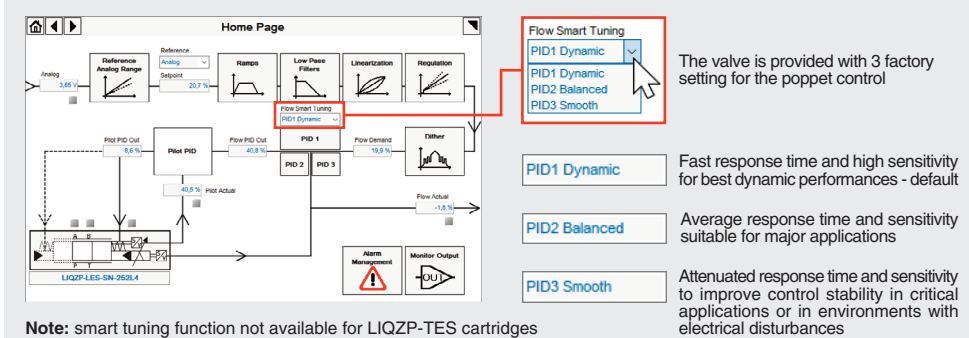 Home Page
Reference
Analog Range
Reference
Analog
Setpoint
20,7 %
Ramps
Low Pass
Filters
Linearization
Regulation
Analog
3,65 V
Flow Smart Tuning
PID1 Dynamic
Pilot PID Out
8,6 %
Pilot PID
Flow PID Out
40,8 %
PID 1
PID 2
PID 3
Flow Demand
19,9 %
Dither
40,5 %
Pilot Actual
Flow Actual
-1,8 %
A B
P T
LIQZP-LES-SN-252L4
Alarm
Management
Monitor Output
OUT
Note: smart tuning function not available for LIQZP-TES cartridges
Flow Smart Tuning
PID1 Dynamic
PID1 Dynamic
PID2 Balanced
PID3 Smooth
The valve is provided with 3 factory
setting for the poppet control
PID1 Dynamic
Fast response time and high sensitivity
for best dynamic performances - default
PID2 Balanced
Average response time and sensitivity
suitable for major applications
PID3 Smooth
Attenuated response time and sensitivity
to improve control stability in critical
applications or in environments with
electrical disturbances